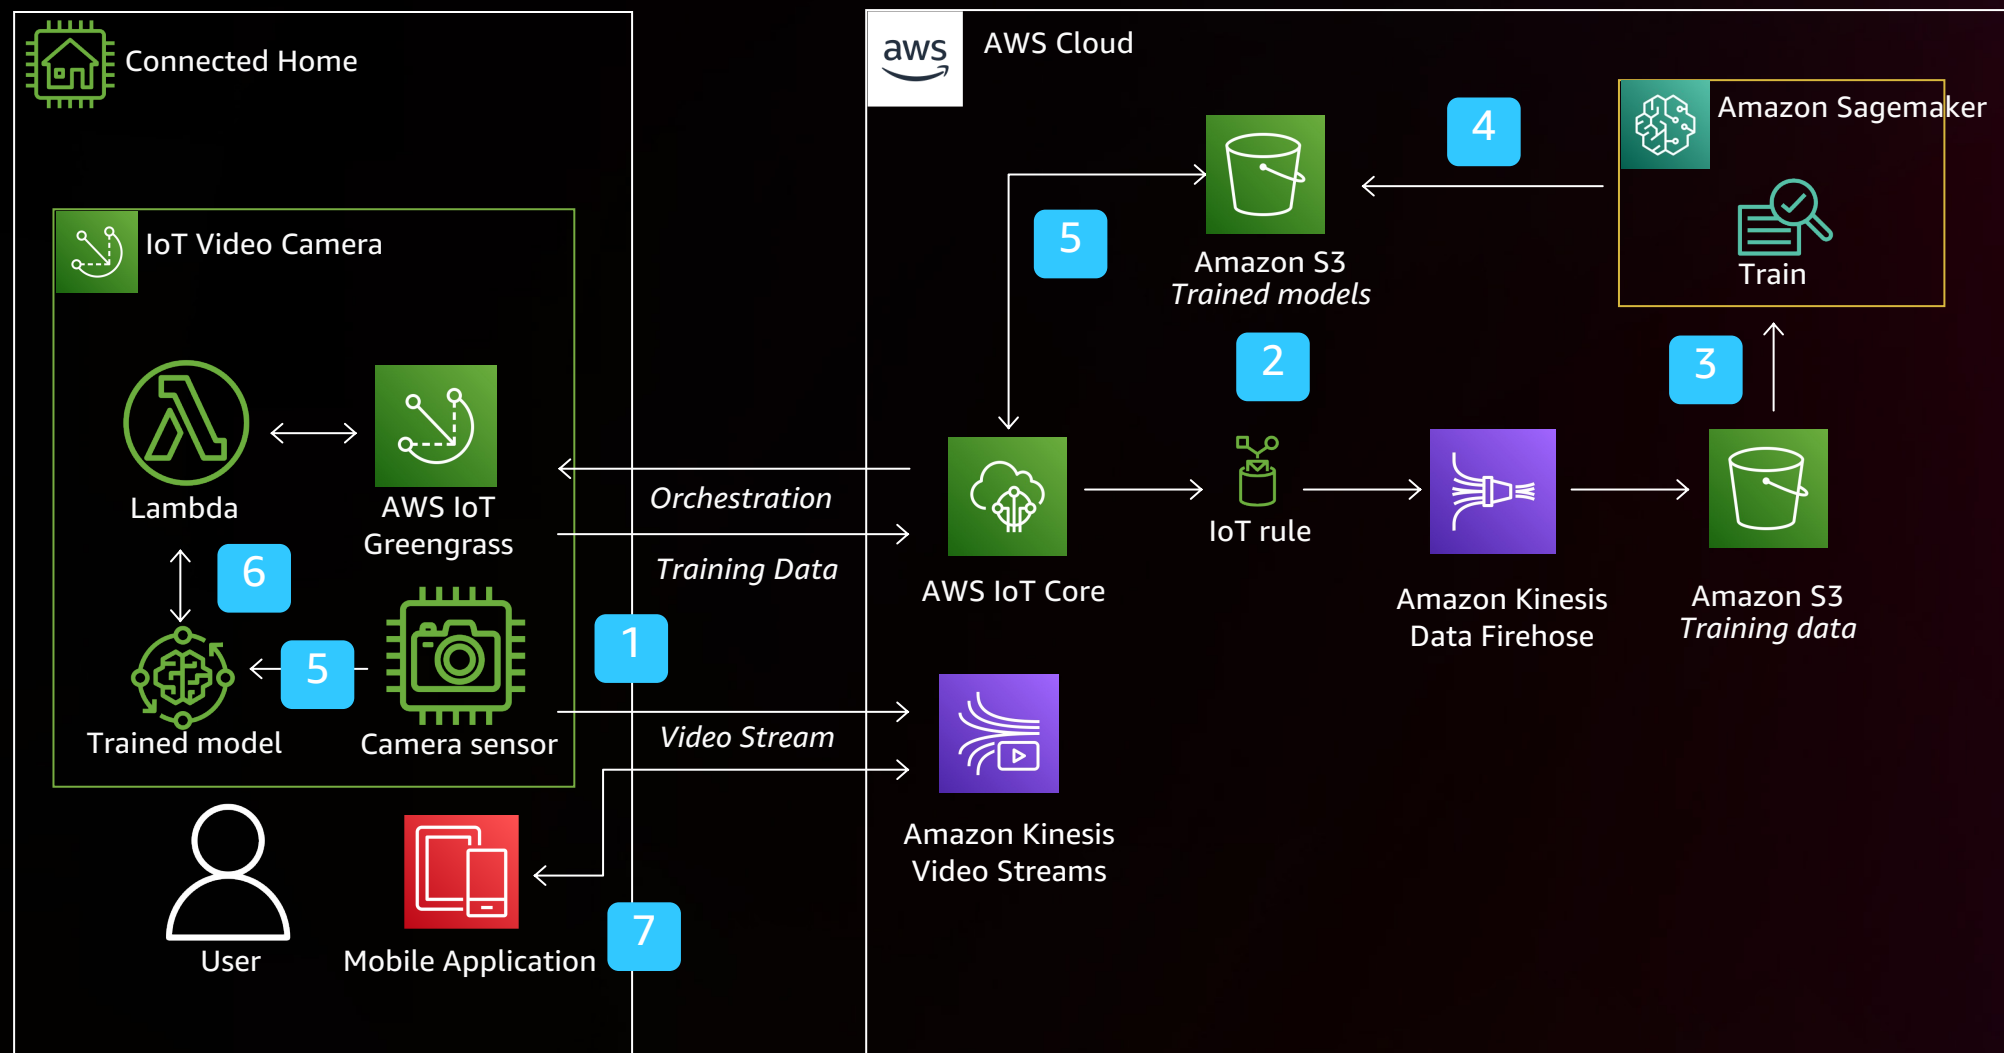 Connected Home
aws
AWS Cloud
Amazon Sagemaker
4
Train
5
Amazon S3
Trained models
IoT Video Camera
2
3
Lambda
AWS IoT
Greengrass
Orchestration
Training Data
AWS IoT Core
IoT rule
Amazon Kinesis
Data Firehose
Amazon S3
Training data
6
5
1
Trained model
Camera sensor
Video Stream
Amazon Kinesis
Video Streams
User
Mobile Application
7